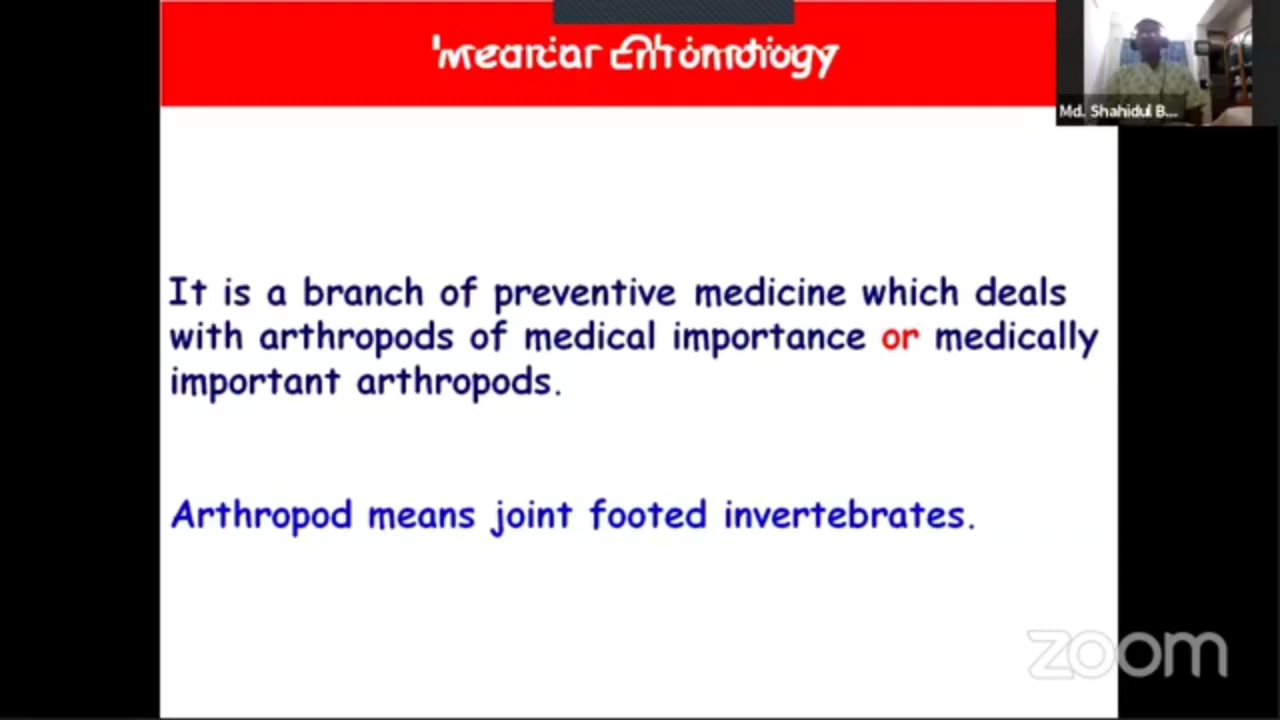 Md. Shahidul B...
It is a branch of preventive medicine which deals
with arthropods of medical importance or medically
important arthropods.
Arthropod means joint footed invertebrates.
zoom